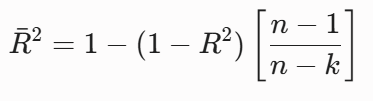 R̄² = 1 − (1 − R²) [ (n − 1) / (n − k) ]